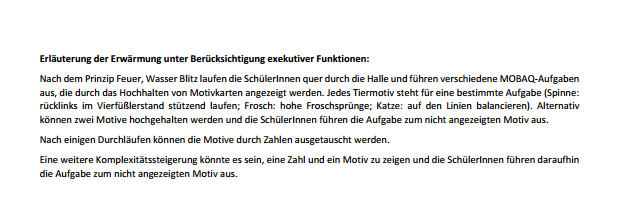 Erläuterung der Erwärmung unter Berücksichtigung exekutiver Funktionen:
Nach dem Prinzip Feuer, Wasser Blitz laufen die SchülerInnen quer durch die Halle und führen verschiedene MOBAQ-Aufgaben
aus, die durch das Hochhalten von Motivkarten angezeigt werden. Jedes Tiermotiv steht für eine bestimmte Aufgabe (Spinne:
rücklinks im Vierfüßlerstand stützend laufen; Frosch: hohe Froschsprünge; Katze: auf den Linien balancieren). Alternativ
können zwei Motive hochgehalten werden und die SchülerInnen führen die Aufgabe zum nicht angezeigten Motiv aus.
Nach einigen Durchläufen können die Motive durch Zahlen ausgetauscht werden.
Eine weitere Komplexitätssteigerung könnte es sein, eine Zahl und ein Motiv zu zeigen und die SchülerInnen führen daraufhin
die Aufgabe zum nicht angezeigten Motiv aus.